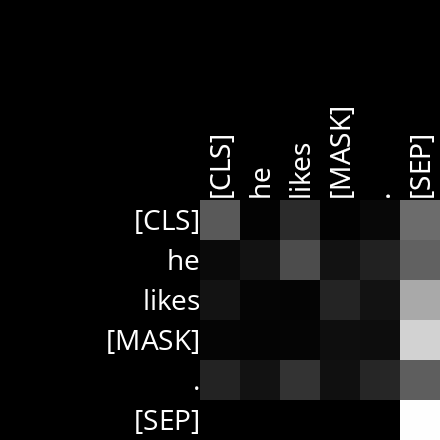 [CLS] he likes [MASK] . [SEP]
[CLS]
he
likes
[MASK]
.
[SEP]